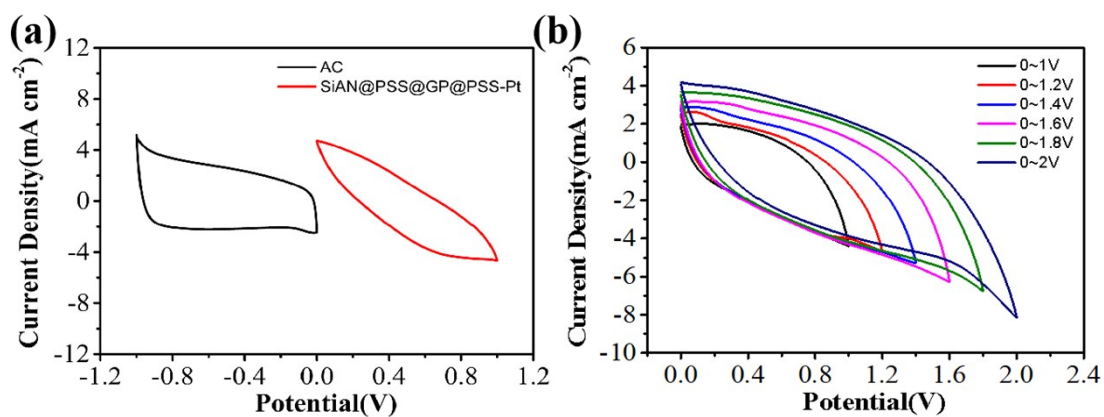 (a)
12
8
4
0
-4
-8
-12
Current Density(mA cm⁻²)
-1.2 -0.8 -0.4 0.0 0.4 0.8 1.2
Potential(V)
AC
SiAN@PSS@GP@PSS-Pt
(b)
6
4
2
0
-2
-4
-6
-8
-10
Current Density(mA cm⁻²)
0.0 0.4 0.8 1.2 1.6 2.0 2.4
Potential(V)
0~1V
0~1.2V
0~1.4V
0~1.6V
0~1.8V
0~2V